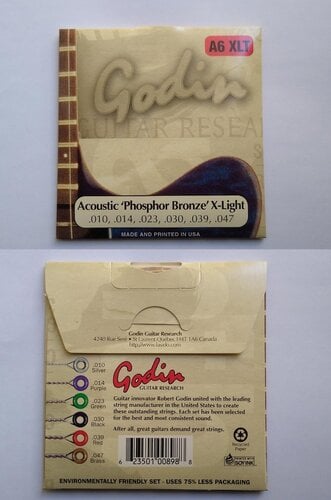 A6 XLT
Godin
GUITAR RESEARCH
Acoustic 'Phosphor Bronze' X-Light
.010, .014, .023, .030, .039, .047
MADE AND PRINTED IN USA
Godin Guitar Research
4240 Rue Sere • St Laurent Quebec, H4T 1A6 Canada
Godin
GUITAR RESEARCH
Guitar innovator Robert Godin united with the leading
string manufacturer in the United States to create
these outstanding strings. Each set has been selected
for the best and most consistent sound.
After all, great guitars demand great strings.
.010
Silver
.014
Purple
.023
Green
.030
Black
.039
Red
.047
Brass
Recycled
Paper
PRINTED WITH
SOY INK
6 23501 00898 8
ENVIRONMENTALLY FRIENDLY SET - USES 75% LESS PACKAGING